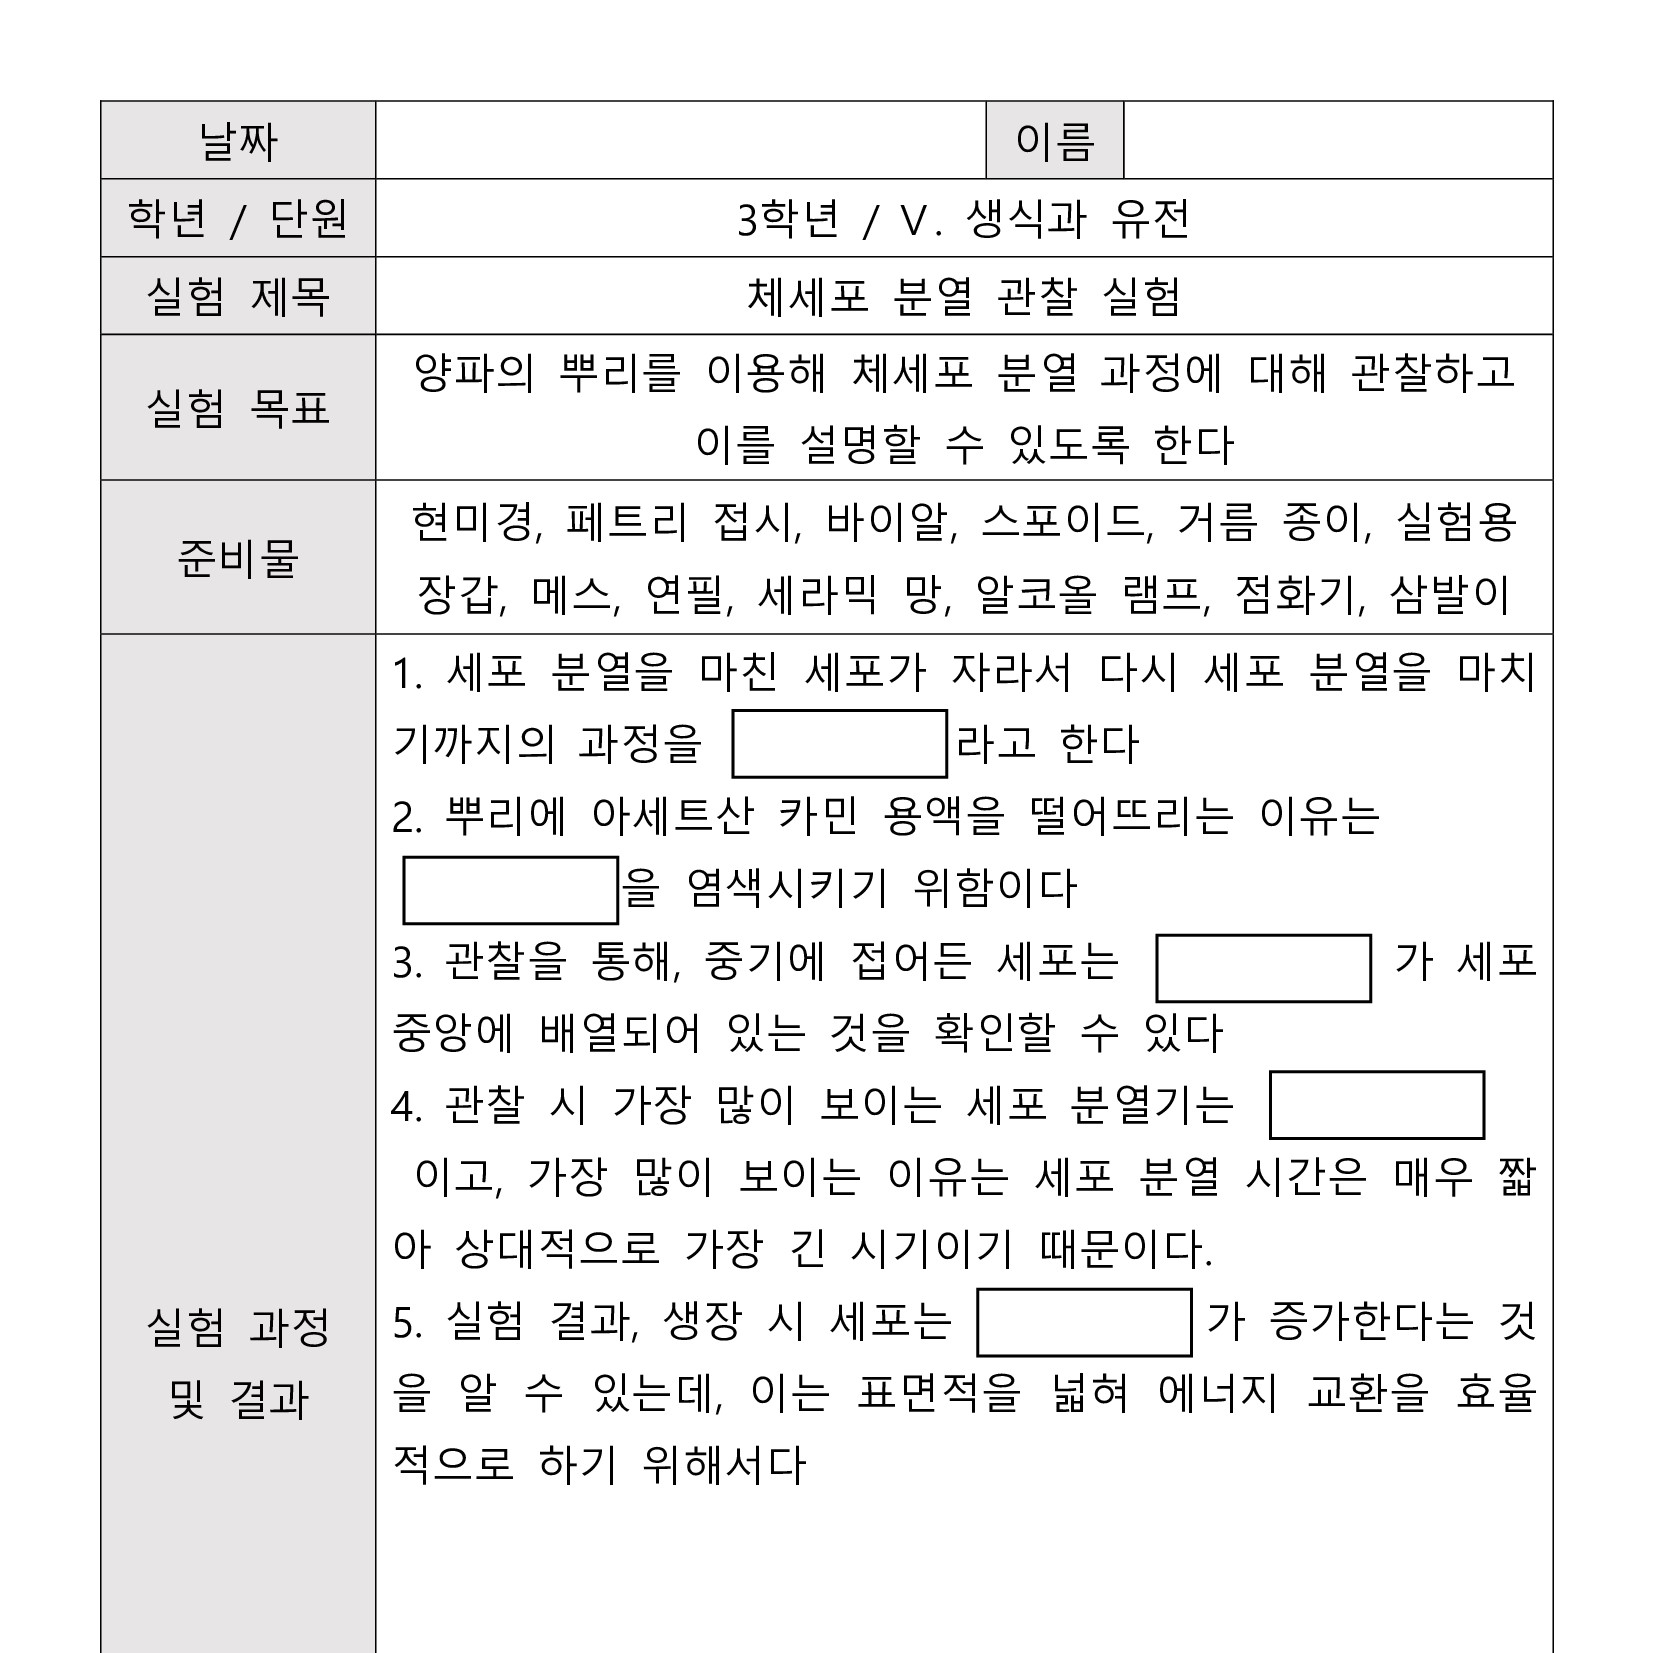 날짜 이름
학년 / 단원 3학년 / Ⅴ. 생식과 유전
실험 제목 체세포 분열 관찰 실험
실험 목표
양파의 뿌리를 이용해 체세포 분열 과정에 대해 관찰하고
이를 설명할 수 있도록 한다
준비물
현미경, 페트리 접시, 바이알, 스포이드, 거름 종이, 실험용
장갑, 메스, 연필, 세라믹 망, 알코올 램프, 점화기, 삼발이
실험 과정
및 결과
1. 세포 분열을 마친 세포가 자라서 다시 세포 분열을 마치
기까지의 과정을 라고 한다
2. 뿌리에 아세트산 카민 용액을 떨어뜨리는 이유는
을 염색시키기 위함이다
3. 관찰을 통해, 중기에 접어든 세포는 가 세포
중앙에 배열되어 있는 것을 확인할 수 있다
4. 관찰 시 가장 많이 보이는 세포 분열기는
이고, 가장 많이 보이는 이유는 세포 분열 시간은 매우 짧
아 상대적으로 가장 긴 시기이기 때문이다.
5. 실험 결과, 생장 시 세포는 가 증가한다는 것
을 알 수 있는데, 이는 표면적을 넓혀 에너지 교환을 효율
적으로 하기 위해서다